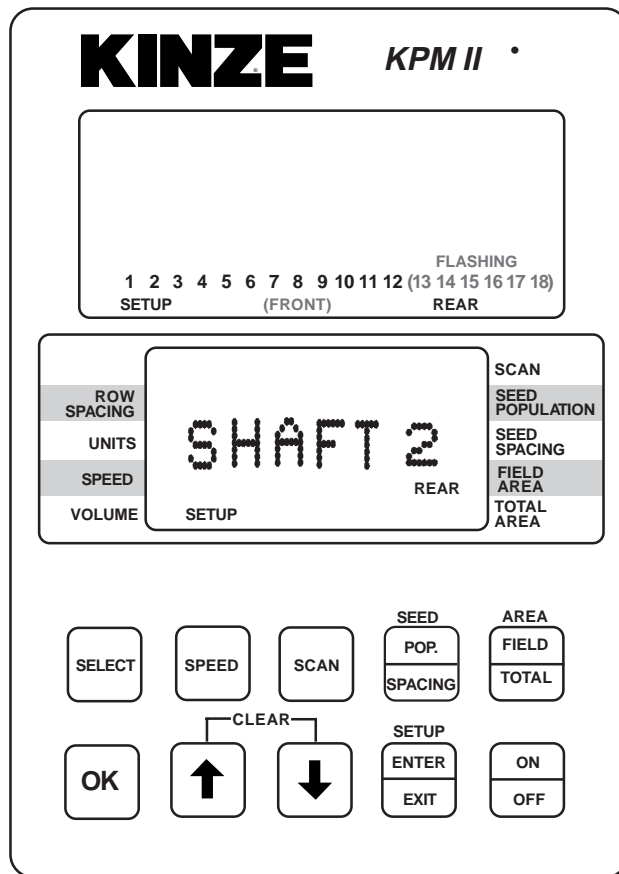 KINZE® KPM II
FLASHING
1 2 3 4 5 6 7 8 9 10 11 12 (13 14 15 16 17 18)
SETUP (FRONT) REAR
SCAN
ROW SPACING
SEED POPULATION
UNITS
SEED SPACING
SHAFT 2
SPEED
REAR
FIELD AREA
VOLUME
SETUP
TOTAL AREA
SEED AREA
SELECT SPEED SCAN POP. FIELD
SPACING TOTAL
CLEAR
SETUP
OK ENTER ON
EXIT OFF